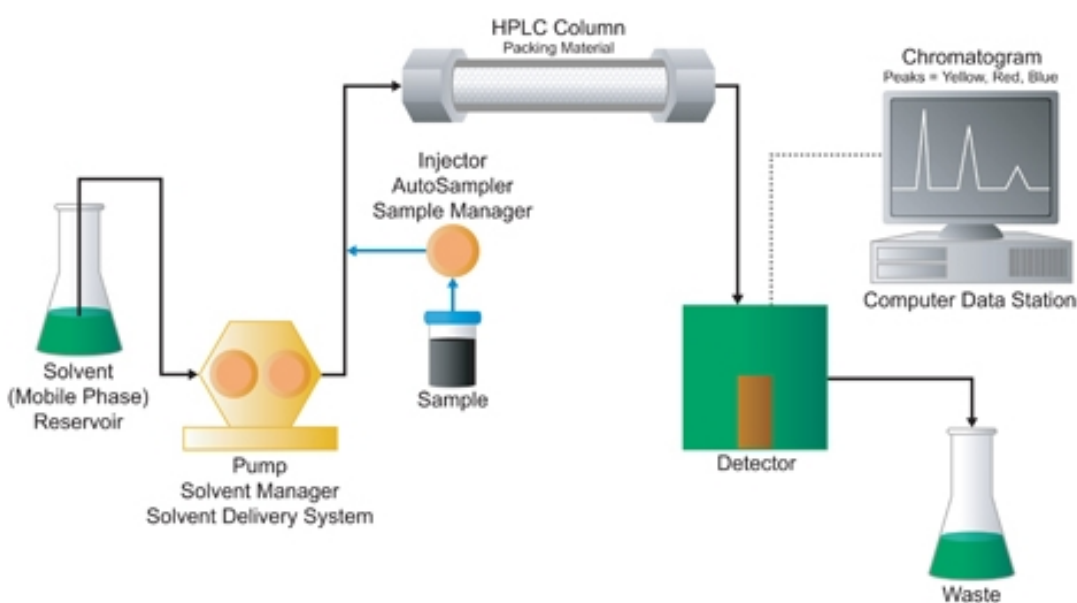 HPLC Column
Packing Material
Chromatogram
Peaks = Yellow, Red, Blue
Injector
AutoSampler
Sample Manager
Computer Data Station
Solvent
(Mobile Phase)
Reservoir
Sample
Pump
Solvent Manager
Solvent Delivery System
Detector
Waste